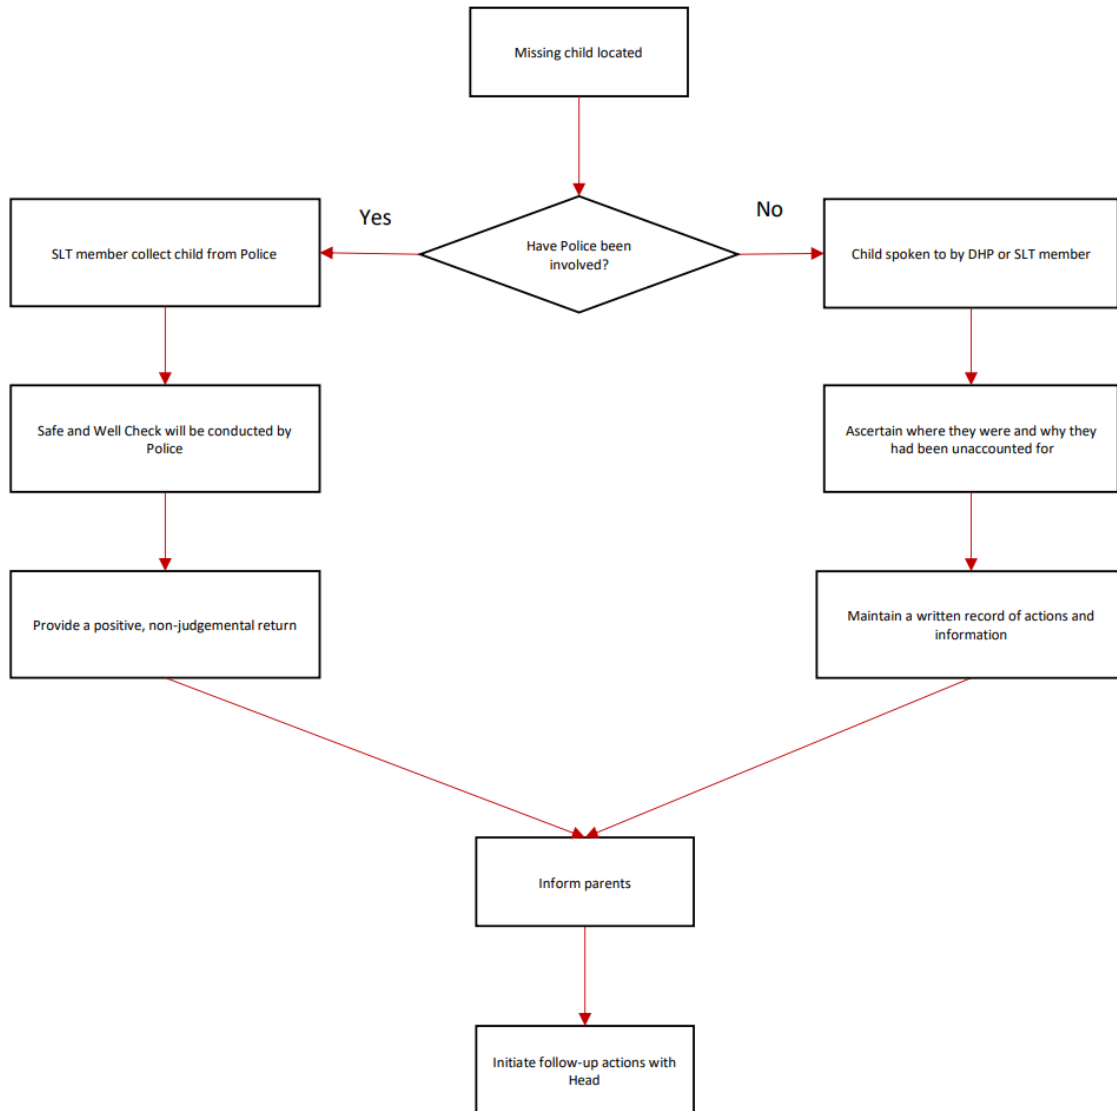 Missing child located
Yes
No
SLT member collect child from Police
Have Police been
involved?
Child spoken to by DHP or SLT member
Safe and Well Check will be conducted by
Police
Ascertain where they were and why they
had been unaccounted for
Provide a positive, non-judgemental return
Maintain a written record of actions and
information
Inform parents
Initiate follow-up actions with
Head